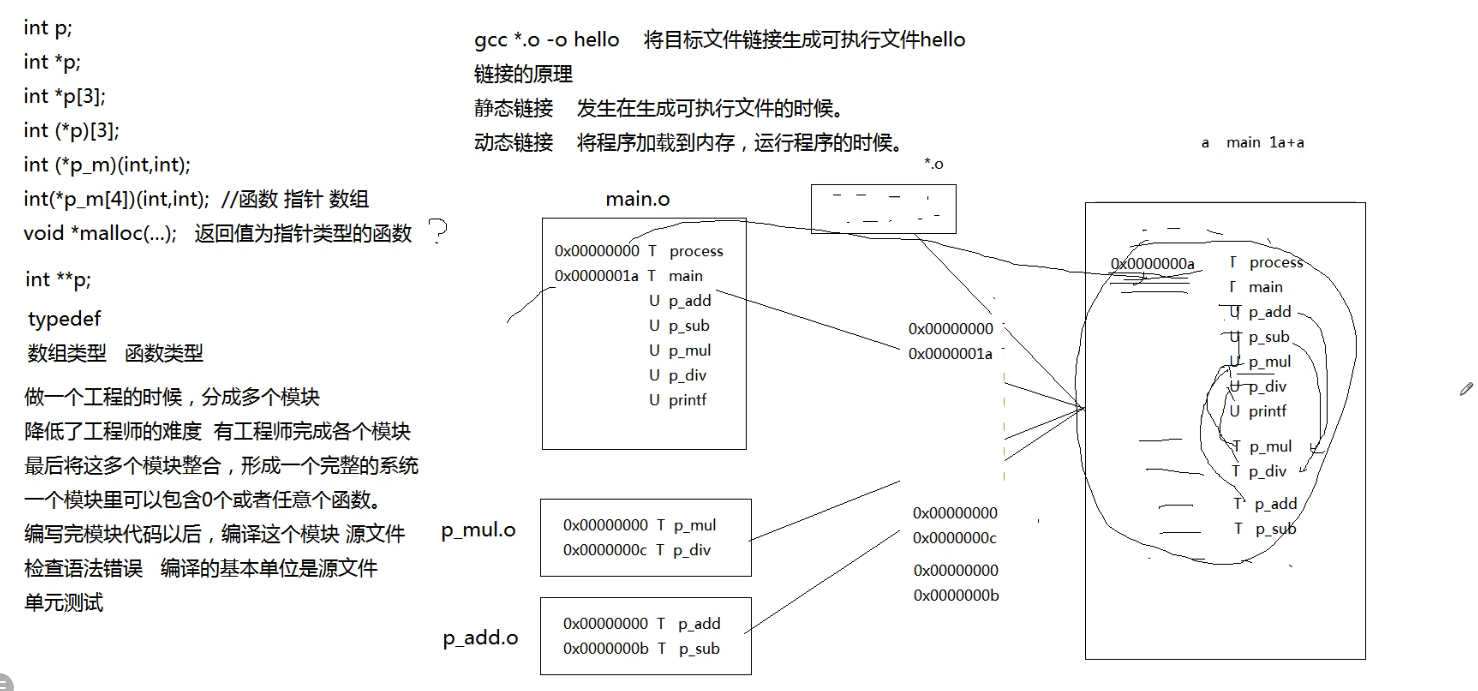 int p;
int *p;
int *p[3];
int (*p)[3];
int (*p_m)(int,int);
int(*p_m[4])(int,int);  //函数 指针 数组
void *malloc(...);   返回值为指针类型的函数 ?
int **p;
typedef
数组类型   函数类型
做一个工程的时候，分成多个模块
降低了工程师的难度  有工程师完成各个模块
最后将这多个模块整合，形成一个完整的系统
一个模块里可以包含0个或者任意个函数。
编写完模块代码以后，编译这个模块 源文件
检查语法错误   编译的基本单位是源文件
单元测试
gcc *.o -o hello    将目标文件链接生成可执行文件hello
链接的原理
静态链接    发生在生成可执行文件的时候。
动态链接    将程序加载到内存，运行程序的时候。
*.o
main.o
0x00000000  T  process
0x0000001a  T  main
U  p_add
U  p_sub
U  p_mul
U  p_div
U  printf
p_mul.o
0x00000000 T  p_mul
0x0000000c T  p_div
p_add.o
0x00000000  T  p_add
0x0000000b  T  p_sub
0x00000000
0x0000001a
0x00000000
0x0000000c
0x00000000
0x0000000b
a    main  1a+a
0x0000000a  T  process
T  main
U  p_add
U  p_sub
U  p_mul
U  p_div
U  printf
T  p_mul
T  p_div
T  p_add
T  p_sub